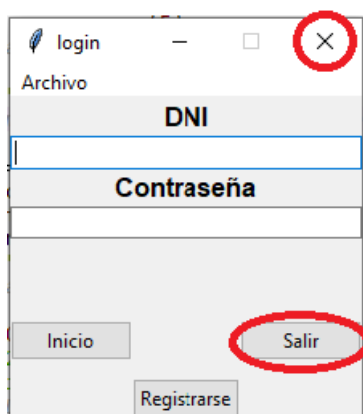 login
Archivo
DNI
Contraseña
Inicio Salir
Registrarse